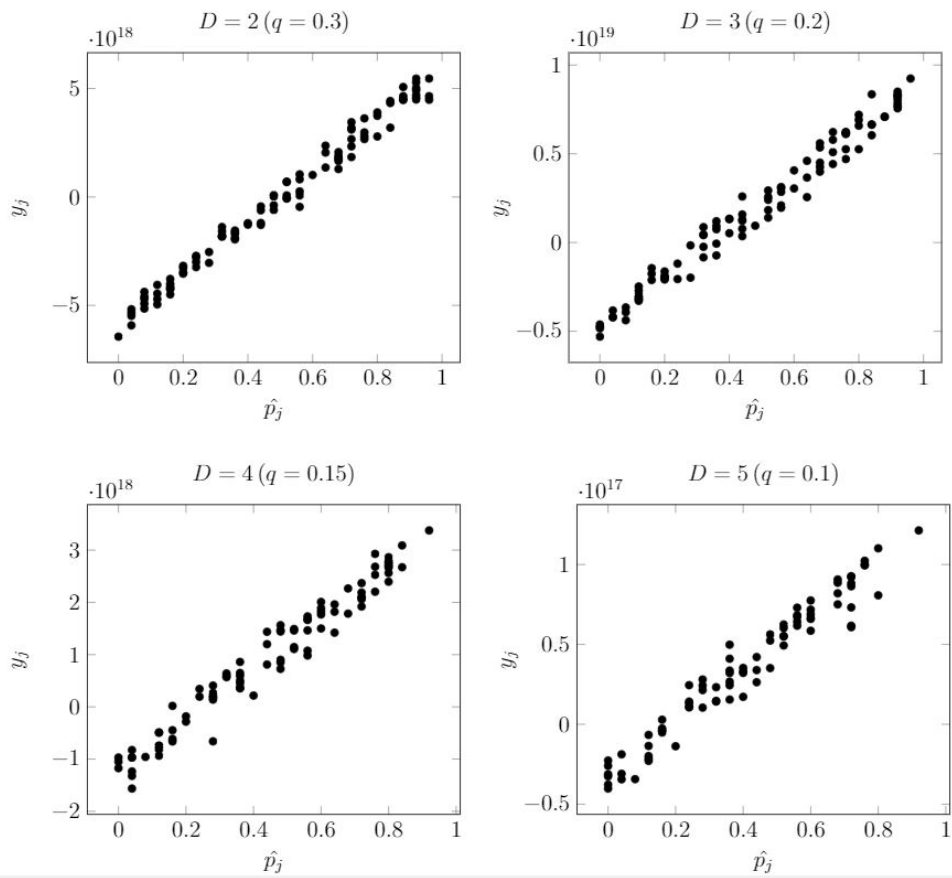 D = 2 (q = 0.3)
·10^18
5
0
−5
y_j
0 0.2 0.4 0.6 0.8 1
p̂_j
D = 3 (q = 0.2)
·10^19
1
0.5
0
−0.5
y_j
0 0.2 0.4 0.6 0.8 1
p̂_j
D = 4 (q = 0.15)
·10^18
3
2
1
0
−1
−2
y_j
0 0.2 0.4 0.6 0.8 1
p̂_j
D = 5 (q = 0.1)
·10^17
1
0.5
0
−0.5
y_j
0 0.2 0.4 0.6 0.8 1
p̂_j